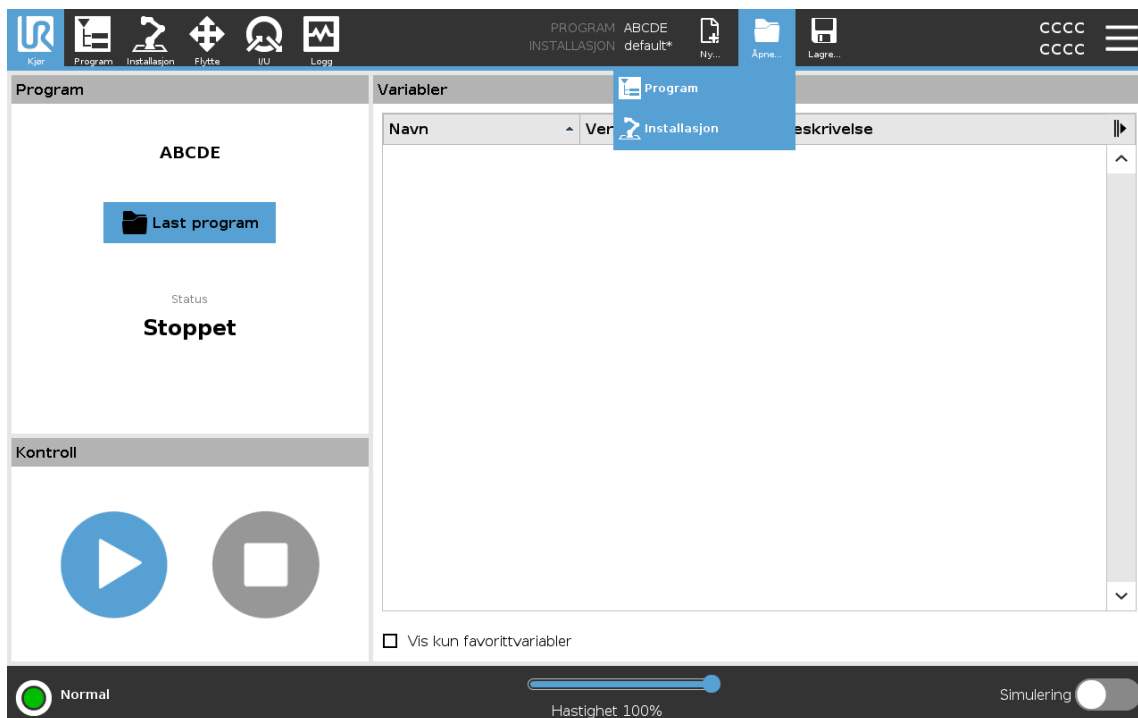 PROGRAM ABCDE
INSTALLASJON default*
CCCC
CCCC
Kjør Program Installasjon Flytte I/U Logg Ny... Åpne... Lagre...
Program
Variabler
Program
Installasjon
Navn Ver eskrivelse
ABCDE
Last program
Status
Stoppet
Kontroll
Vis kun favorittvariabler
Normal
Hastighet 100%
Simulering